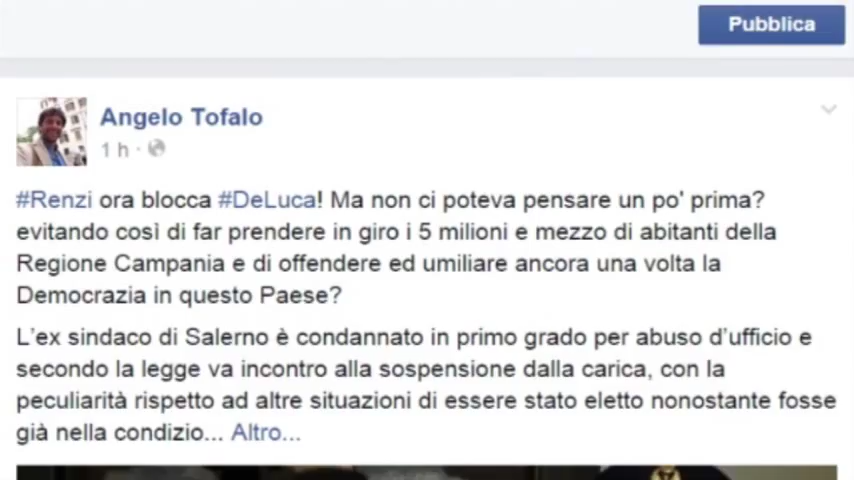 Pubblica
Angelo Tofalo
1 h ·
#Renzi ora blocca #DeLuca! Ma non ci poteva pensare un po' prima?
evitando così di far prendere in giro i 5 milioni e mezzo di abitanti della
Regione Campania e di offendere ed umiliare ancora una volta la
Democrazia in questo Paese?
L'ex sindaco di Salerno è condannato in primo grado per abuso d'ufficio e
secondo la legge va incontro alla sospensione dalla carica, con la
peculiarità rispetto ad altre situazioni di essere stato eletto nonostante fosse
già nella condizio... Altro...